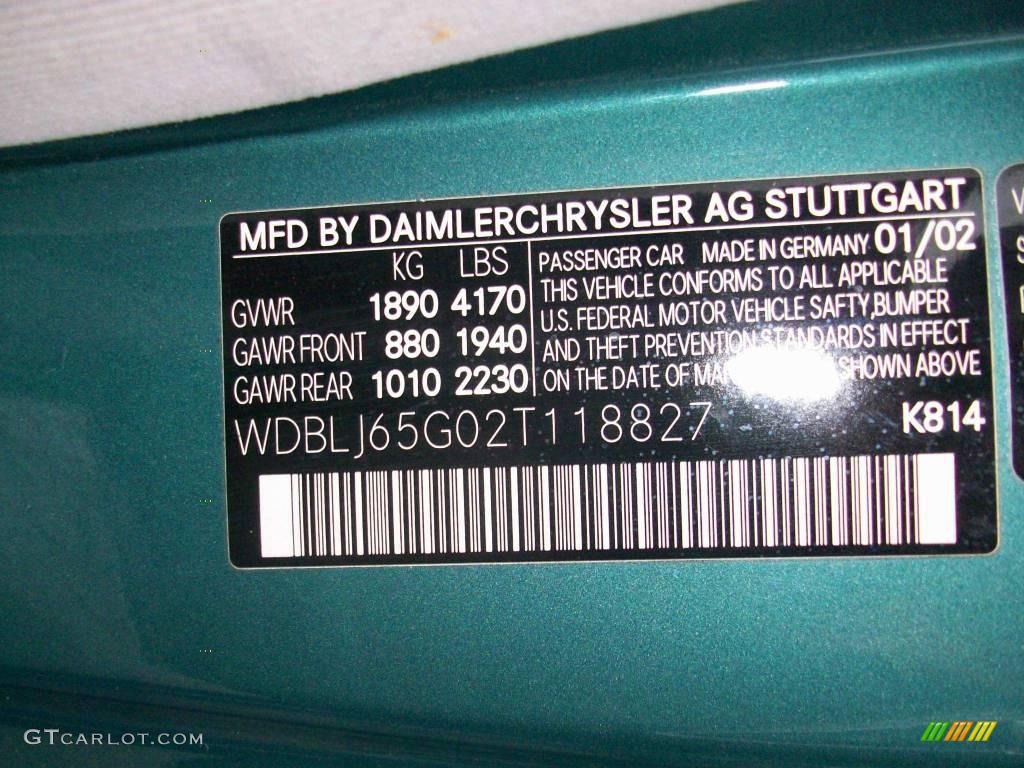 MFD BY DAIMLERCHRYSLER AG STUTTGART
KG LBS
GVWR 1890 4170
GAWR FRONT 880 1940
GAWR REAR 1010 2230
PASSENGER CAR MADE IN GERMANY 01/02
THIS VEHICLE CONFORMS TO ALL APPLICABLE
U.S. FEDERAL MOTOR VEHICLE SAFTY,BUMPER
AND THEFT PREVENTION STANDARDS IN EFFECT
ON THE DATE OF SHOWN ABOVE
WDBLJ65G02T118827 K814
GTCARLOT.COM